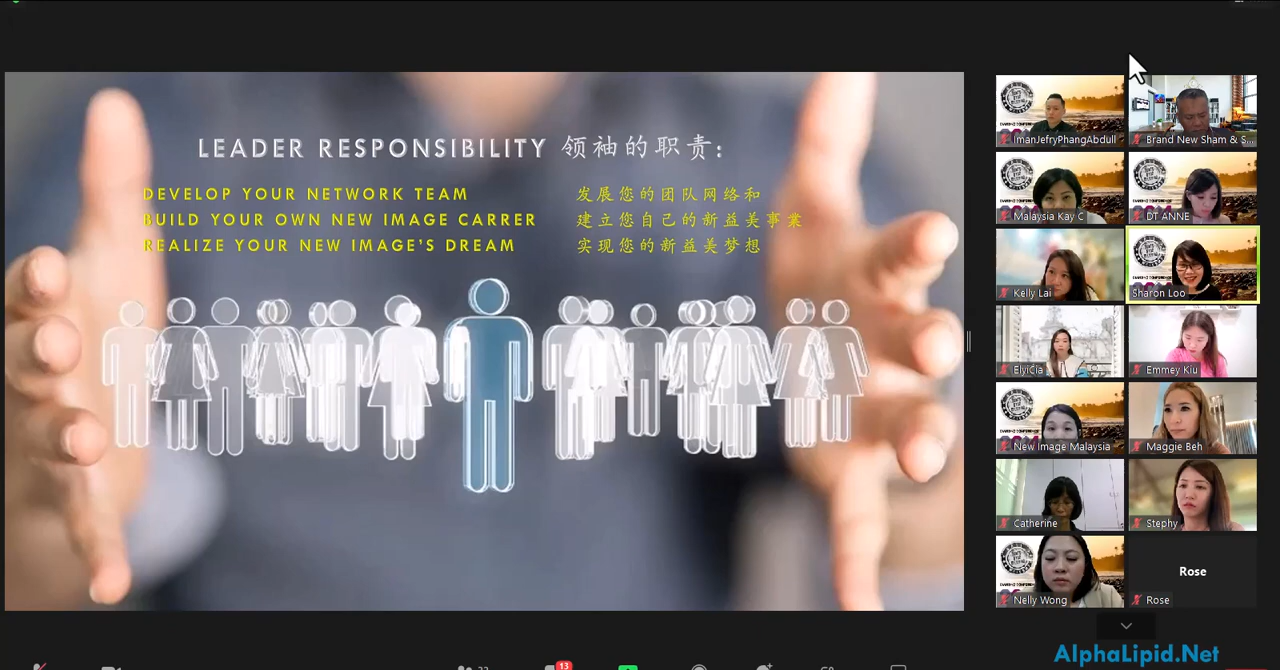 LEADER RESPONSIBILITY 领袖的职责:
DEVELOP YOUR NETWORK TEAM
BUILD YOUR OWN NEW IMAGE CARRER
REALIZE YOUR NEW IMAGE'S DREAM
发展您的团队网络和
建立您自己的新益美事業
实现您的新益美梦想
ImanJefryPhangAbdull
Brand New Sham & S...
Malaysia Kay C
DT ANNE
Kelly Lai
Sharon Loo
ElyiCia
Emmey Kiu
New Image Malaysia
Maggie Beh
Catherine
Stephy
Nelly Wong
Rose
Rose
13
AlphaLipid.Net